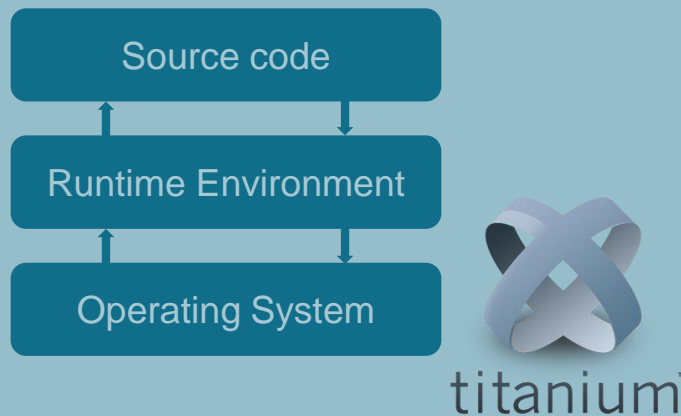 Source code
Runtime Environment
Operating System
titanium